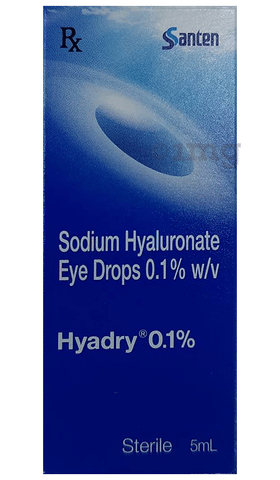 Rx
Santen
Sodium Hyaluronate
Eye Drops 0.1% w/v
Hyadry® 0.1%
Sterile 5mL